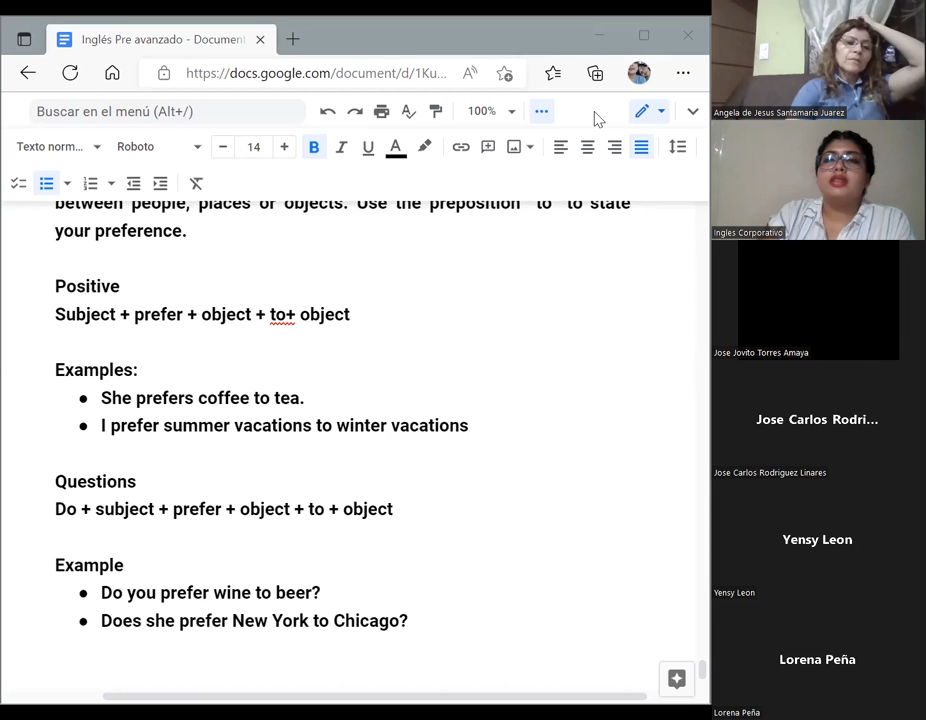 Inglés Pre avanzado - Document
https://docs.google.com/document/d/1Ku...
Buscar en el menú (Alt+/)
100%
Texto norm...
Roboto
14
between people, places or objects. Use the preposition "to" to state
your preference.
Positive
Subject + prefer + object + to+ object
Examples:
● She prefers coffee to tea.
● I prefer summer vacations to winter vacations
Questions
Do + subject + prefer + object + to + object
Example
● Do you prefer wine to beer?
● Does she prefer New York to Chicago?
Angela de Jesus Santamaria Juarez
Ingles Corporativo
Jose Jovito Torres Amaya
Jose Carlos Rodri...
Jose Carlos Rodriguez Linares
Yensy Leon
Yensy Leon
Lorena Peña
Lorena Peña